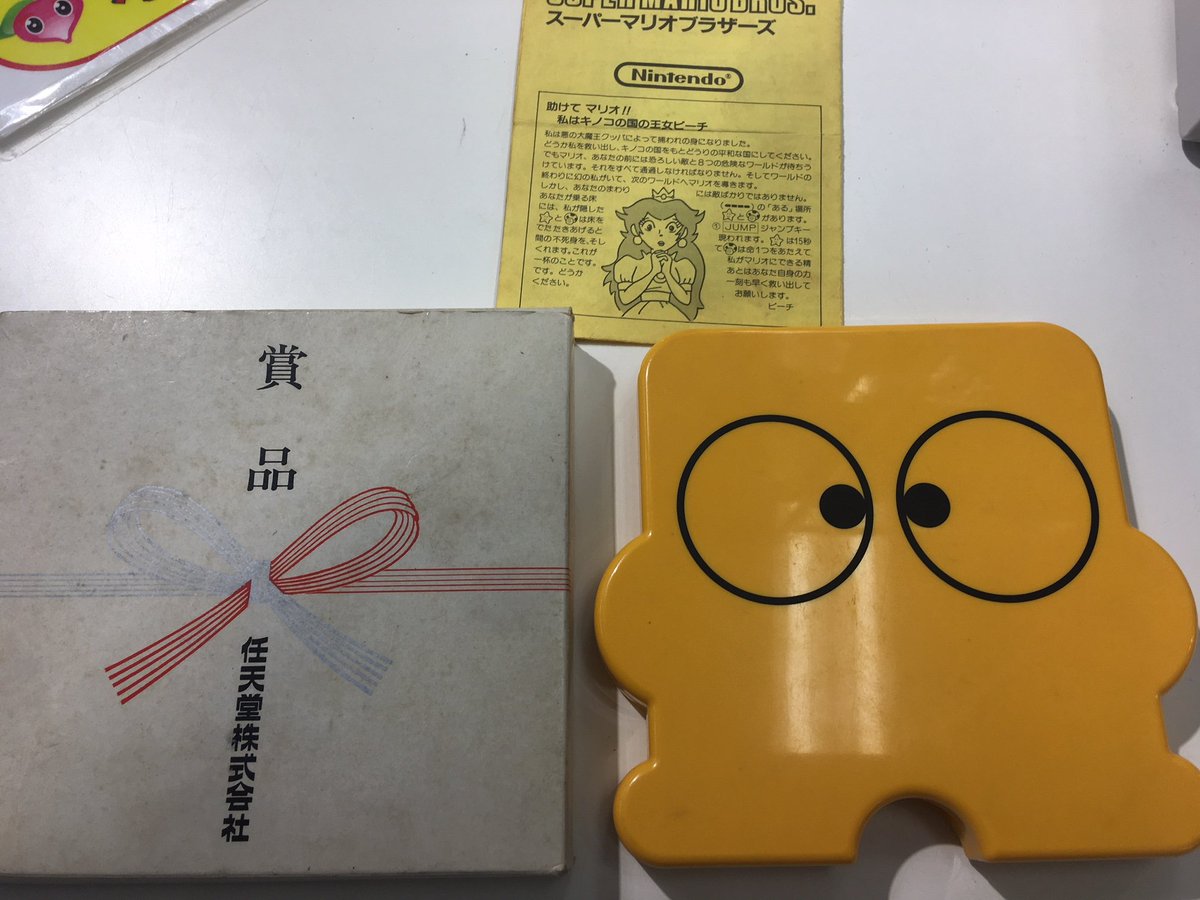 SUPER MARIO BROS.
スーパーマリオブラザーズ
Nintendo®
助けて マリオ!!
私はキノコの国の王女ピーチ
私は悪の大魔王クッパによって捕われの身になりました。
どうか私を救い出し、キノコの国をもとどうりの平和な国にしてください。
でもマリオ、あなたの前には恐ろしい敵と8つの危険なワールドが待ちう
けています。それをすべて通過しなければなりません。そしてワールドの
終わりに幻の私がいて、次のワールドへマリオを導きます。
しかし、あなたのまわり には敵ばかりではありません。
あなたが乗る床 の「ある」場所
には、私が隠した と があります。
と は床を ① JUMP ジャンプキー
でたたきあげると 現われます。 は15秒
間の不死身を、そし て は命1つをあたえて
くれます。これが 私がマリオにできる精
一杯のことです。 あとはあなた自身の力
です。どうか 一刻も早く救い出して
ください。 お願いします。
ピーチ
賞品
任天堂株式会社